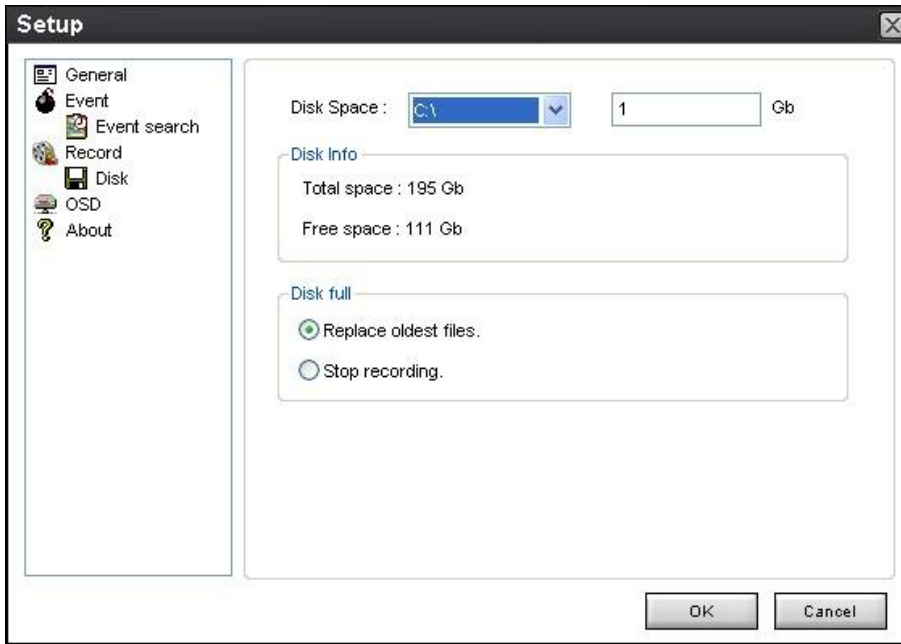 Setup
General
Event
Event search
Record
Disk
OSD
About
Disk Space : C:\ 1 Gb
Disk Info
Total space : 195 Gb
Free space : 111 Gb
Disk full
Replace oldest files.
Stop recording.
OK Cancel